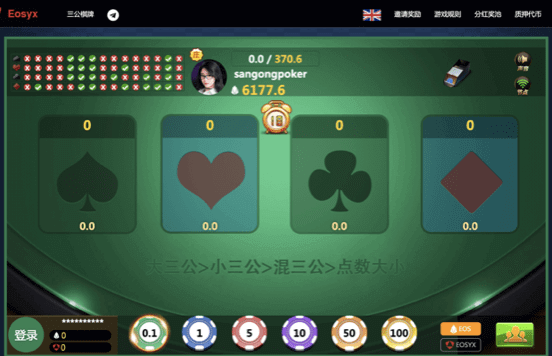 Eosyx 三公棋牌 邀请奖励 游戏规则 分红奖池 质押代币
庄
0.0 / 370.6
sangongpoker
6177.6
0 0 0 0
0.0 0.0 0.0 0.0
大三公>小三公>混三公>点数大小
登录
**********
0
0
0.1 1 5 10 50 100
EOS
EOSYX